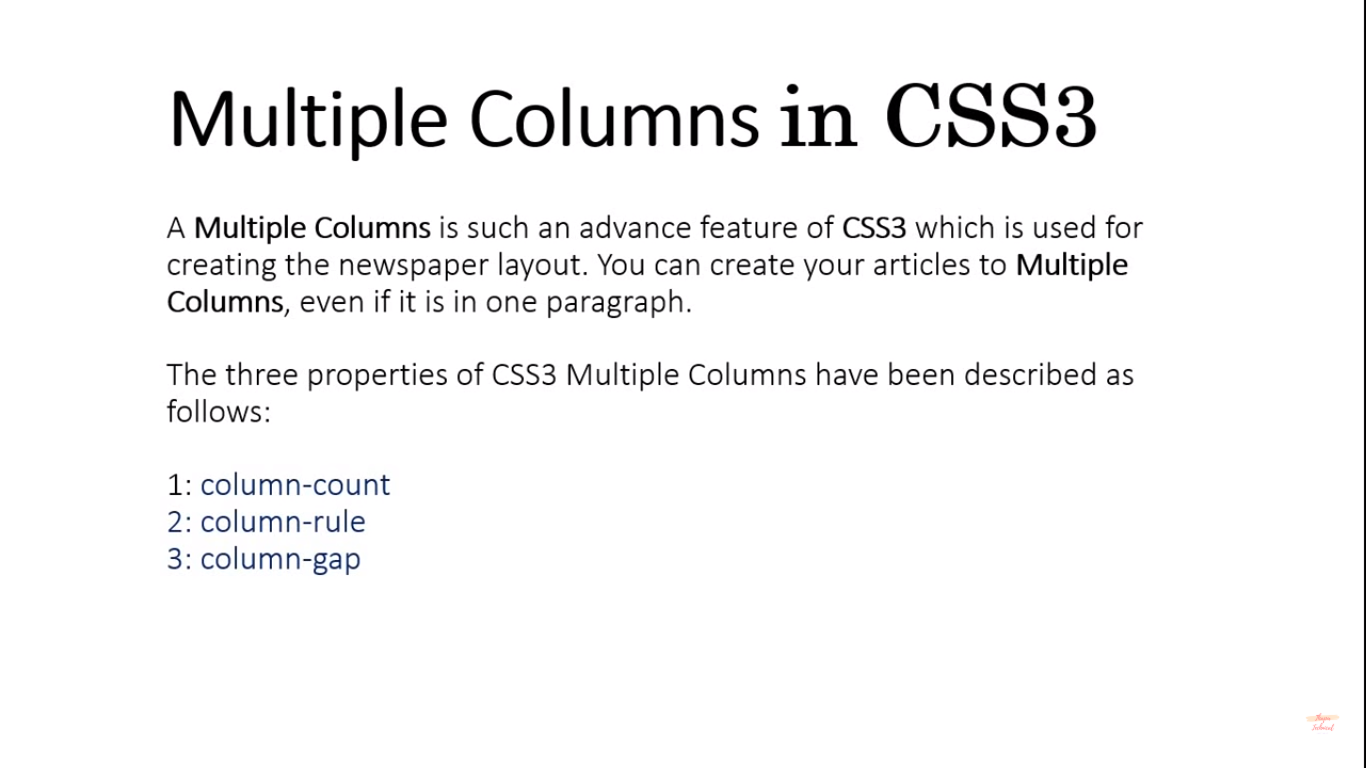 Multiple Columns in CSS3
A Multiple Columns is such an advance feature of CSS3 which is used for
creating the newspaper layout. You can create your articles to Multiple
Columns, even if it is in one paragraph.
The three properties of CSS3 Multiple Columns have been described as
follows:
1: column-count
2: column-rule
3: column-gap
Technical